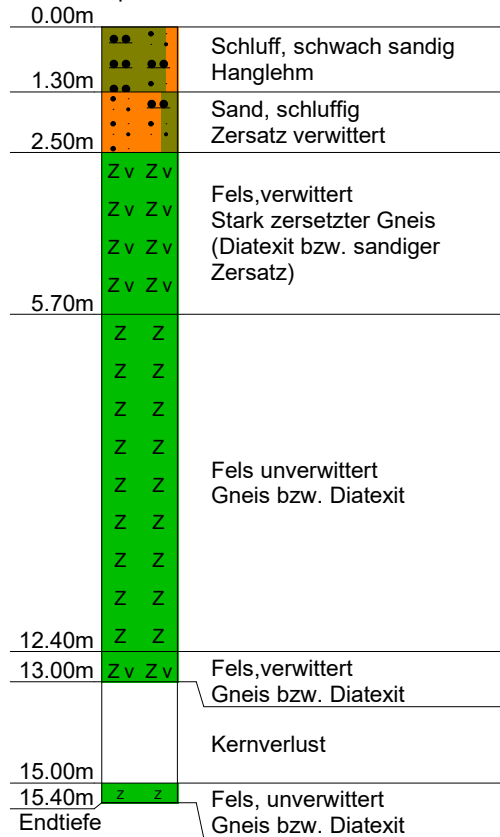 0.00m
Schluff, schwach sandig
Hanglehm
1.30m
Sand, schluffig
Zersatz verwittert
2.50m
Z v Z v
Fels,verwittert
Z v Z v
Stark zersetzter Gneis
Z v Z v
(Diatexit bzw. sandiger
Zersatz)
Z v Z v
5.70m
Z Z
Z Z
Z Z
Z Z
Fels unverwittert
Z Z
Gneis bzw. Diatexit
Z Z
Z Z
Z Z
Z Z
12.40m
Z v Z v
Fels,verwittert
13.00m
Gneis bzw. Diatexit
Kernverlust
15.00m
z z
Fels, unverwittert
15.40m
Gneis bzw. Diatexit
Endtiefe